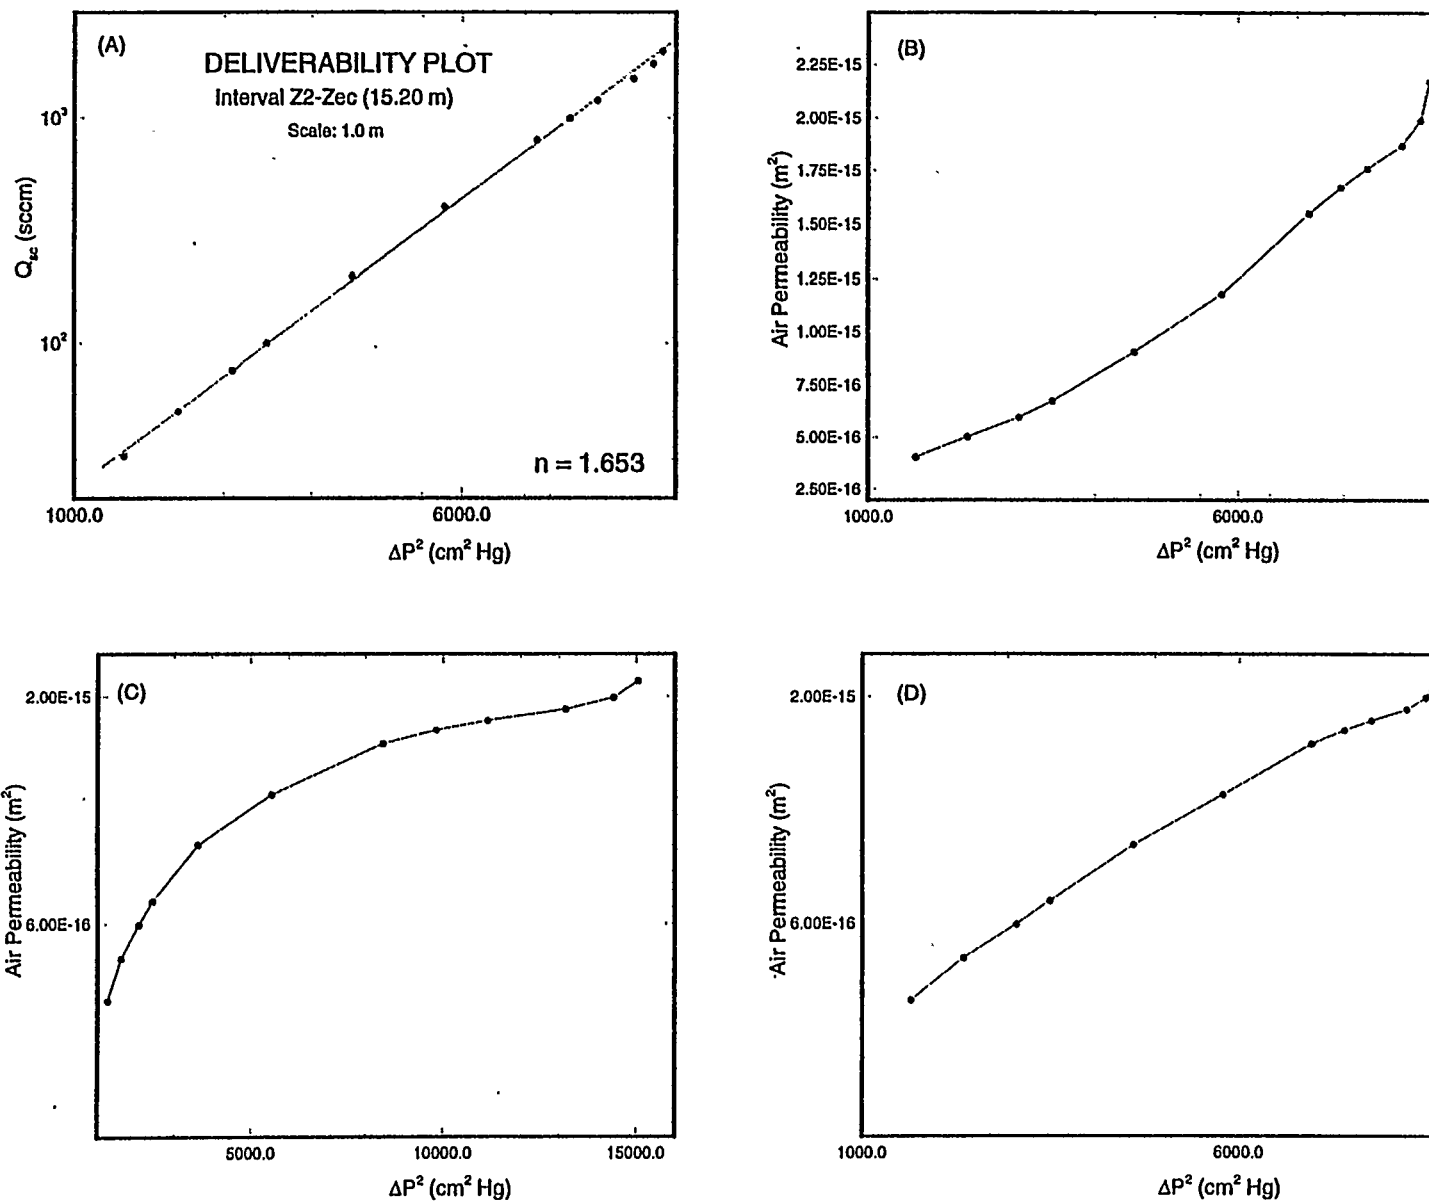 (A)
DELIVERABILITY PLOT
Interval Z2-Zec (15.20 m)
Scale: 1.0 m
10³
Q_sc (sccm)
10²
n = 1.653
1000.0
6000.0
ΔP² (cm² Hg)
(B)
2.25E-15
2.00E-15
1.75E-15
1.50E-15
1.25E-15
1.00E-15
7.50E-16
5.00E-16
2.50E-16
Air Permeability (m²)
1000.0
6000.0
ΔP² (cm² Hg)
(C)
2.00E-15
6.00E-16
Air Permeability (m²)
5000.0
10000.0
15000.0
ΔP² (cm² Hg)
(D)
2.00E-15
6.00E-16
Air Permeability (m²)
1000.0
6000.0
ΔP² (cm² Hg)